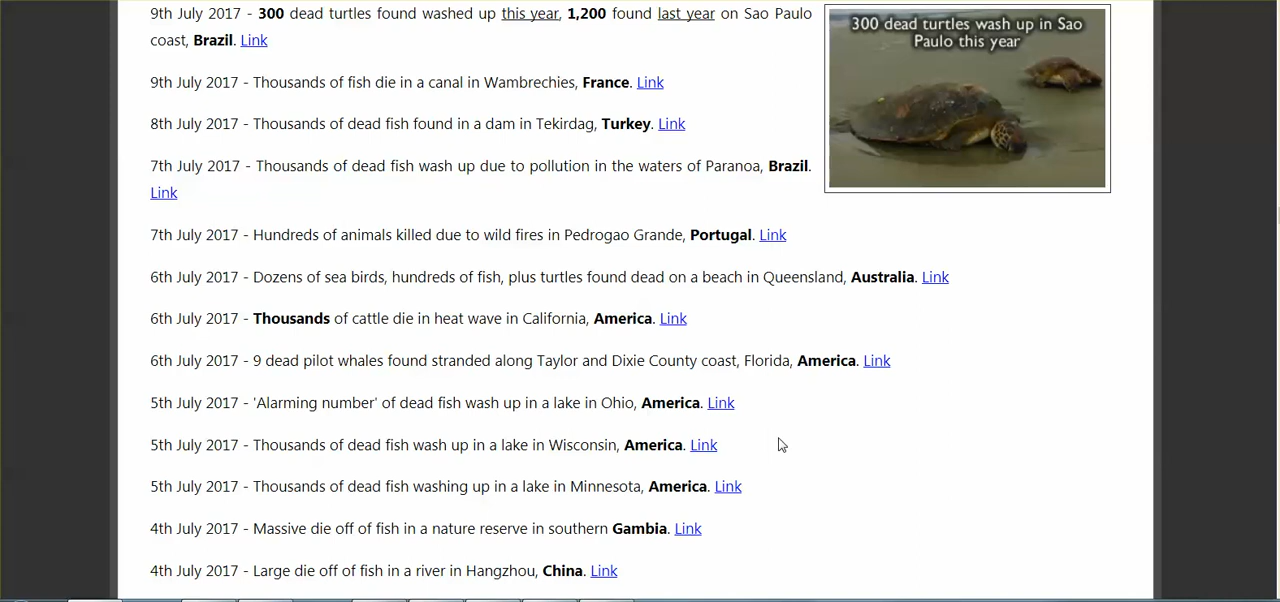 9th July 2017 - 300 dead turtles found washed up this year, 1,200 found last year on Sao Paulo
coast, Brazil. Link
300 dead turtles wash up in Sao
Paulo this year
9th July 2017 - Thousands of fish die in a canal in Wambrechies, France. Link
8th July 2017 - Thousands of dead fish found in a dam in Tekirdag, Turkey. Link
7th July 2017 - Thousands of dead fish wash up due to pollution in the waters of Paranoa, Brazil.
Link
7th July 2017 - Hundreds of animals killed due to wild fires in Pedrogao Grande, Portugal. Link
6th July 2017 - Dozens of sea birds, hundreds of fish, plus turtles found dead on a beach in Queensland, Australia. Link
6th July 2017 - Thousands of cattle die in heat wave in California, America. Link
6th July 2017 - 9 dead pilot whales found stranded along Taylor and Dixie County coast, Florida, America. Link
5th July 2017 - 'Alarming number' of dead fish wash up in a lake in Ohio, America. Link
5th July 2017 - Thousands of dead fish wash up in a lake in Wisconsin, America. Link
5th July 2017 - Thousands of dead fish washing up in a lake in Minnesota, America. Link
4th July 2017 - Massive die off of fish in a nature reserve in southern Gambia. Link
4th July 2017 - Large die off of fish in a river in Hangzhou, China. Link